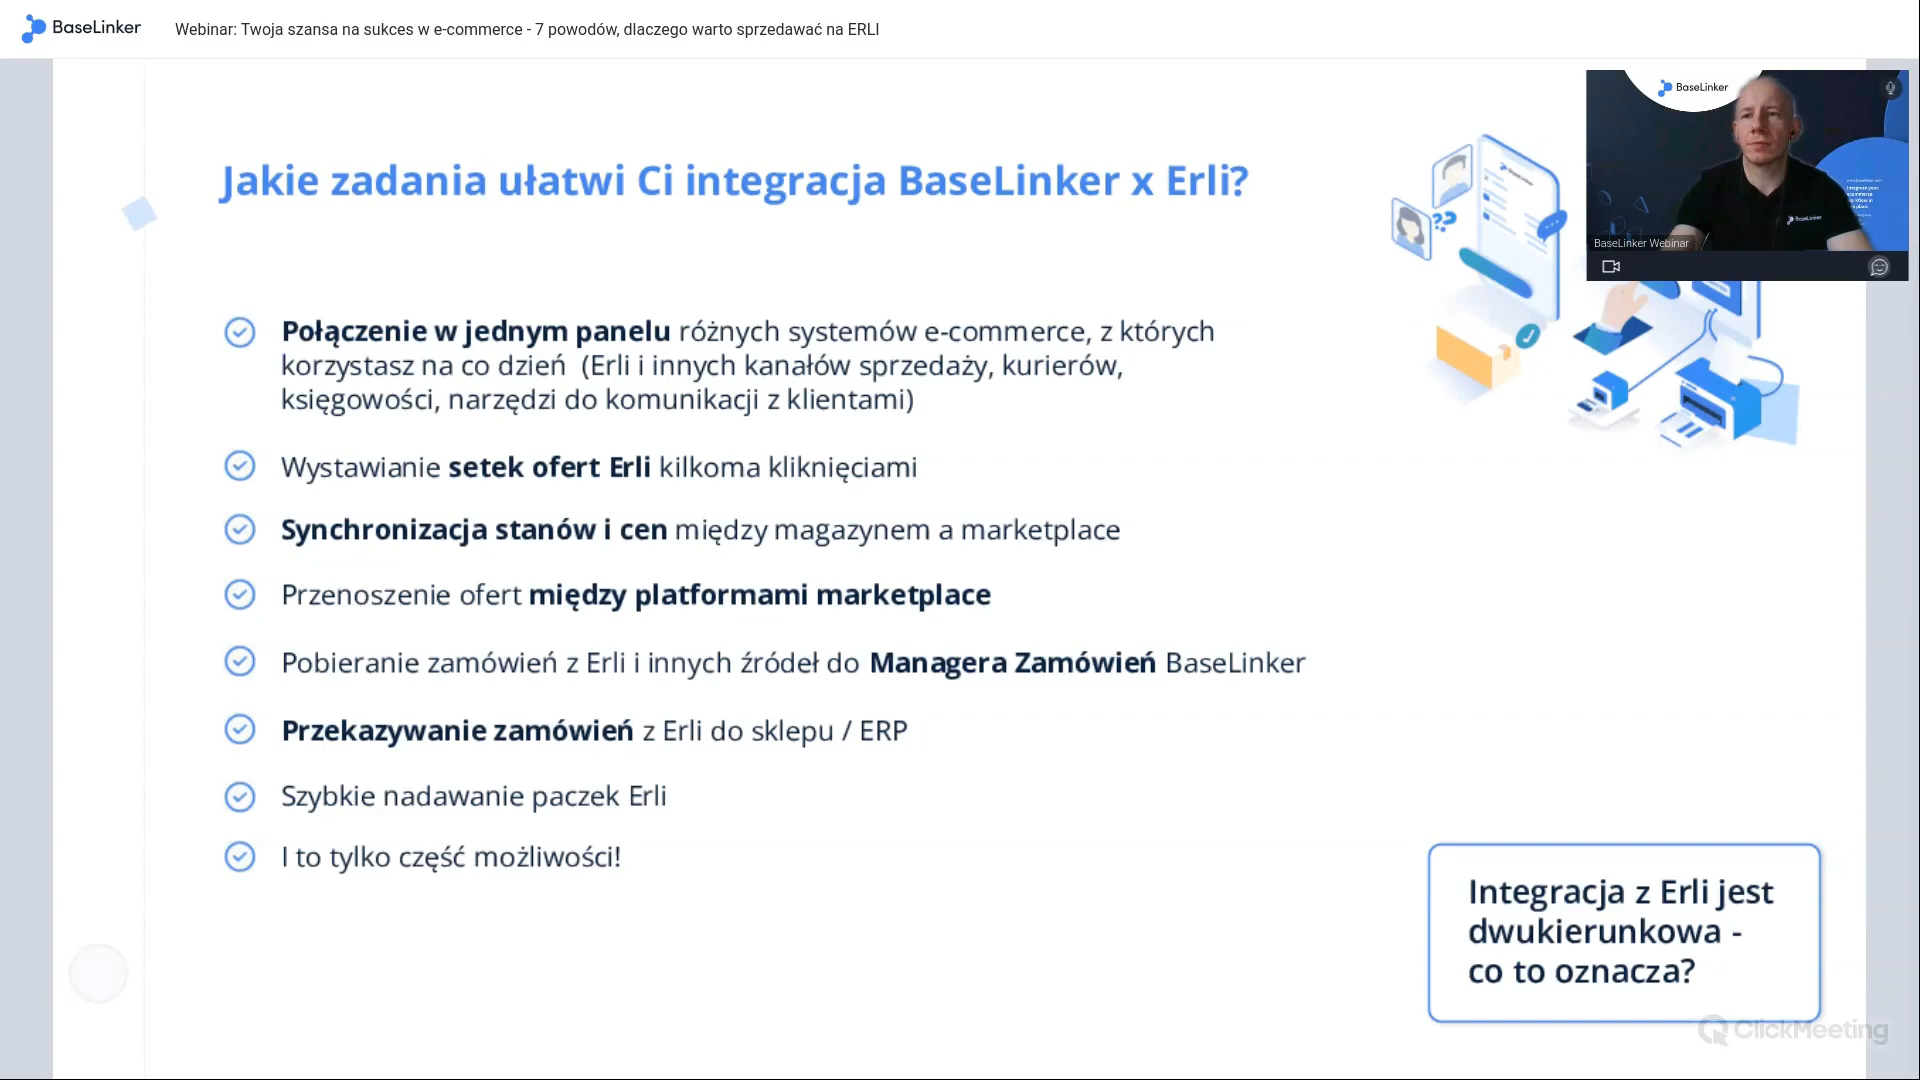 BaseLinker
Webinar: Twoja szansa na sukces w e-commerce - 7 powodów, dlaczego warto sprzedawać na ERLI
BaseLinker
BaseLinker
BaseLinker Webinar
Jakie zadania ułatwi Ci integracja BaseLinker x Erli?
Połączenie w jednym panelu różnych systemów e-commerce, z których
korzystasz na co dzień (Erli i innych kanałów sprzedaży, kurierów,
księgowości, narzędzi do komunikacji z klientami)
Wystawianie setek ofert Erli kilkoma kliknięciami
Synchronizacja stanów i cen między magazynem a marketplace
Przenoszenie ofert między platformami marketplace
Pobieranie zamówień z Erli i innych źródeł do Managera Zamówień BaseLinker
Przekazywanie zamówień z Erli do sklepu / ERP
Szybkie nadawanie paczek Erli
I to tylko część możliwości!
Integracja z Erli jest
dwukierunkowa -
co to oznacza?
ClickMeeting